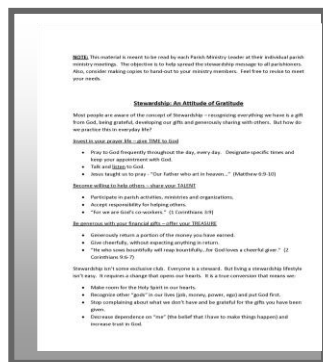 NOTE: This material is meant to be read by each Parish Ministry Leader at their individual parish
ministry meetings. The objective is to help spread the stewardship message to all parishioners.
Also, consider making copies to hand-out to your ministry members. Feel free to revise to meet
your needs.
Stewardship: An Attitude of Gratitude
Most people are aware of the concept of Stewardship – recognizing everything we have is a gift
from God, being grateful, developing our gifts and generously sharing with others. But how do
we practice this in everyday life?
Invest in your prayer life – give TIME to God
• Pray to God frequently throughout the day, every day. Designate specific times and
keep your appointment with God.
• Talk and listen to God.
• Jesus taught us to pray - "Our Father who art in heaven…" (Matthew 6:9-10)
Become willing to help others – share your TALENT
• Participate in parish activities, ministries and organizations.
• Accept responsibility for helping others.
• "For we are God's co-workers." (1 Corinthians 3:9)
Be generous with your financial gifts – offer your TREASURE
• Generously return a portion of the money you have earned.
• Give cheerfully, without expecting anything in return.
• "He who sows bountifully will reap bountifully…for God loves a cheerful giver." (2
Corinthians 9:6-7)
Stewardship isn't some exclusive club. Everyone is a steward. But living a stewardship lifestyle
isn't easy. It requires a change that opens our hearts. It is a true conversion that means we:
• Make room for the Holy Spirit in our hearts.
• Recognize other "gods" in our lives (job, money, power, ego) and put God first.
• Stop complaining about what we don't have and be grateful for the gifts you have been
given.
• Decrease dependence on "me" (the belief that I have to make things happen) and
increase trust in God.